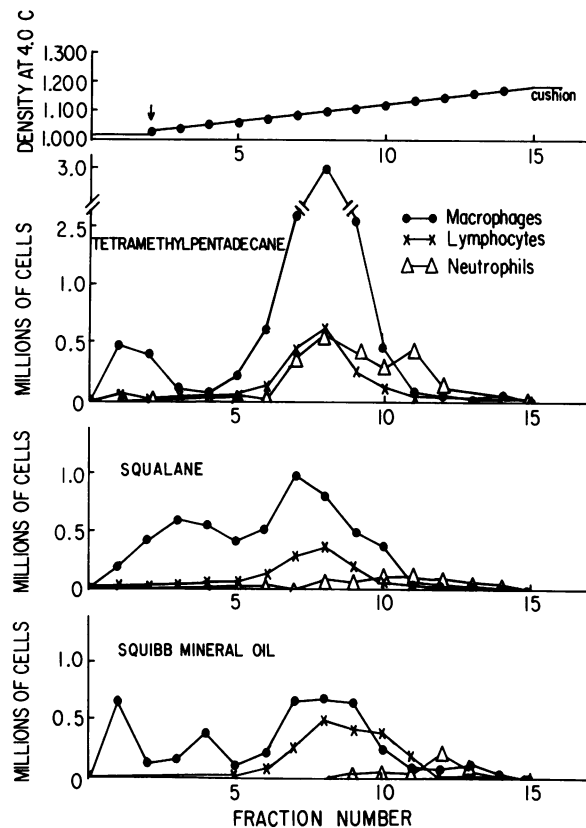 DENSITY AT 4.0 C
1.300
1.200
1.100
1.000
cushion
5
10
15
MILLIONS OF CELLS
3.0
2.5
1.0
0.5
0
TETRAMETHYLPENTADECANE
Macrophages
Lymphocytes
Neutrophils
5
10
15
MILLIONS OF CELLS
1.0
0.5
0
SQUALANE
5
10
15
MILLIONS OF CELLS
1.0
0.5
0
SQUIBB MINERAL OIL
5
10
15
FRACTION NUMBER